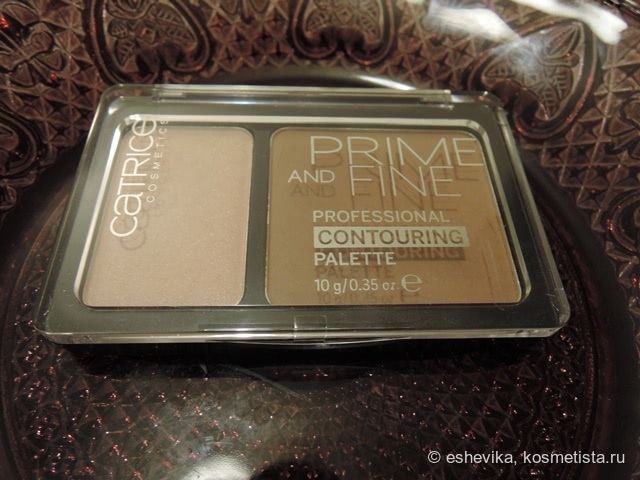 CATRICE
COSMETICS
PRIME
AND FINE
PROFESSIONAL
CONTOURING
PALETTE
10 g/0.35 oz. ℮
© eshevika, kosmetista.ru